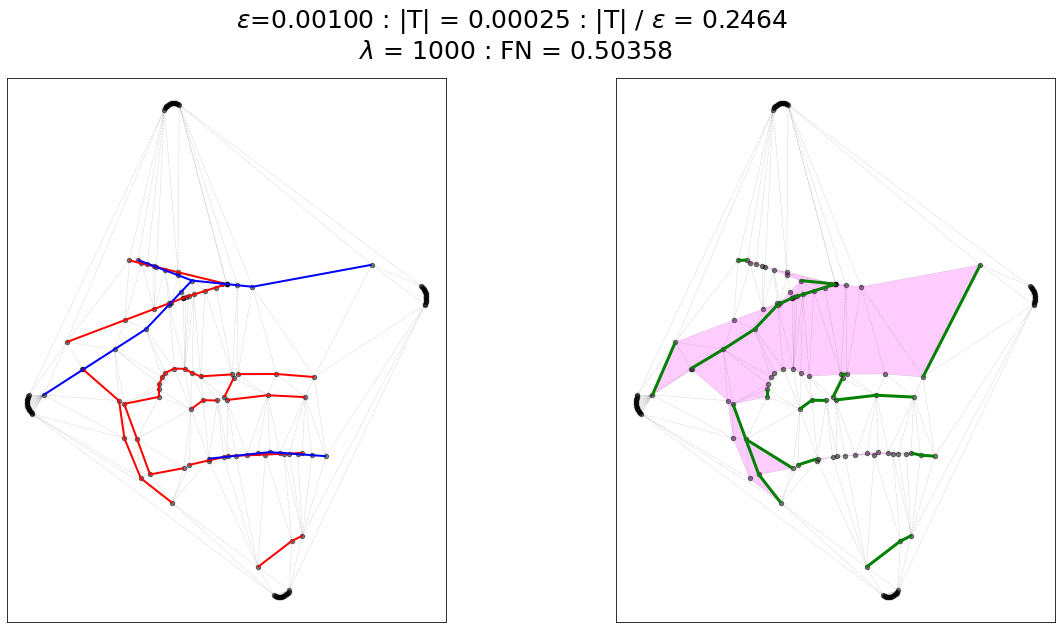 ε=0.00100 : |T| = 0.00025 : |T| / ε = 0.2464
λ = 1000 : FN = 0.50358